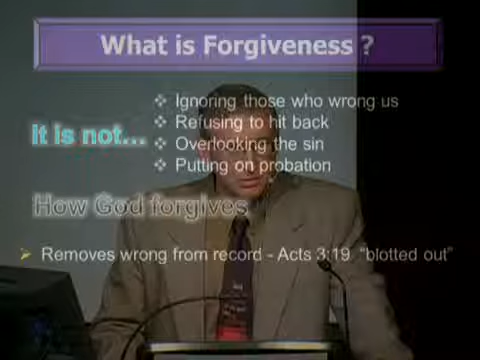 What is Forgiveness ?
It is not...
❖ Ignoring those who wrong us
❖ Refusing to hit back
❖ Overlooking the sin
❖ Putting on probation
How God forgives
➢ Removes wrong from record - Acts 3:19 "blotted out"